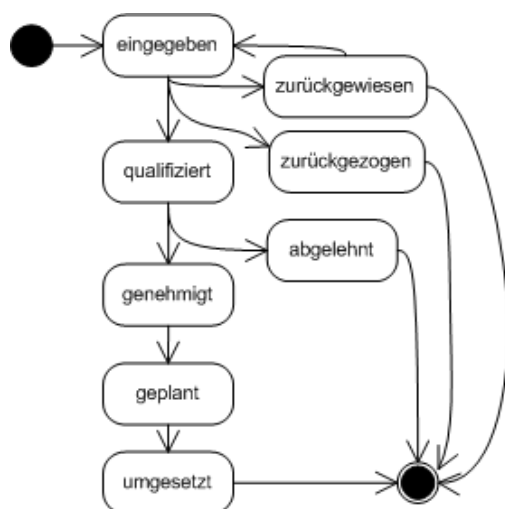 eingegeben
zurückgewiesen
zurückgezogen
qualifiziert
abgelehnt
genehmigt
geplant
umgesetzt